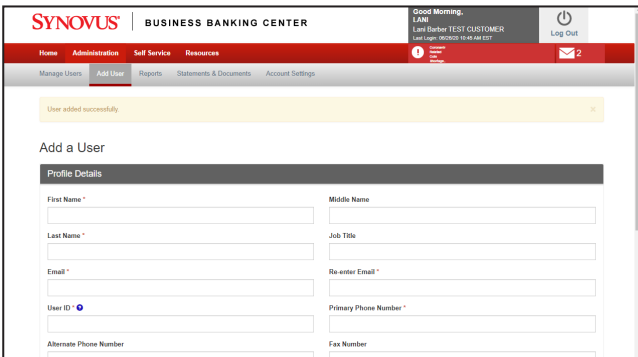 SYNOVUS® BUSINESS BANKING CENTER
Good Morning,
LANI
Lani Barber TEST CUSTOMER
Last Login: 06/26/20 10:46 AM EST
Log Out
Home Administration Self Service Resources
2
Manage Users Add User Reports Statements & Documents Account Settings
User added successfully. ×
Add a User
Profile Details
First Name * Middle Name
Last Name * Job Title
Email * Re-enter Email *
User ID * ? Primary Phone Number *
Alternate Phone Number Fax Number